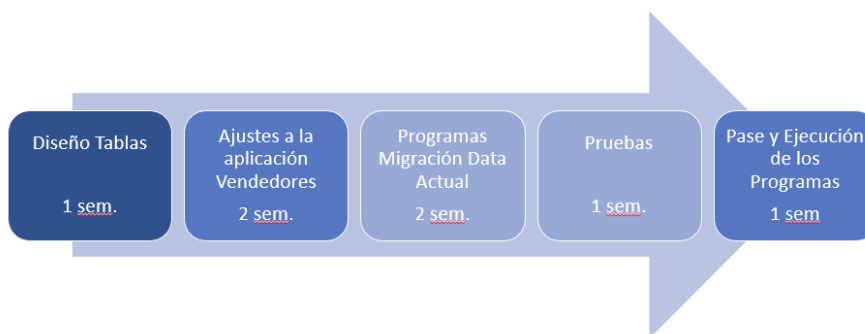 Diseño Tablas
1 sem.
Ajustes a la
aplicación
Vendedores
2 sem.
Programas
Migración Data
Actual
2 sem.
Pruebas
1 sem.
Pase y Ejecución
de los
Programas
1 sem